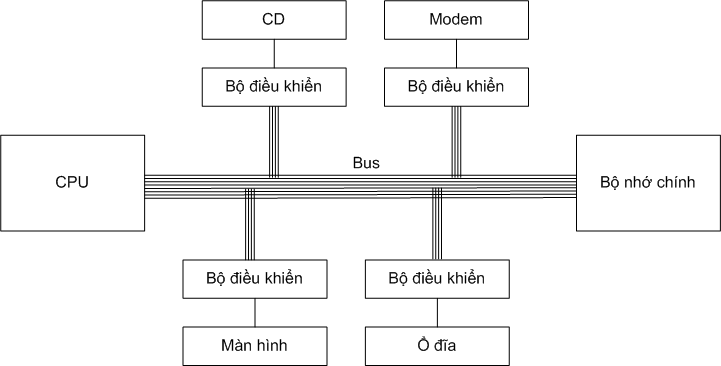 CD
Modem
Bộ điều khiển
Bộ điều khiển
Bus
CPU
Bộ nhớ chính
Bộ điều khiển
Bộ điều khiển
Màn hình
Ổ đĩa